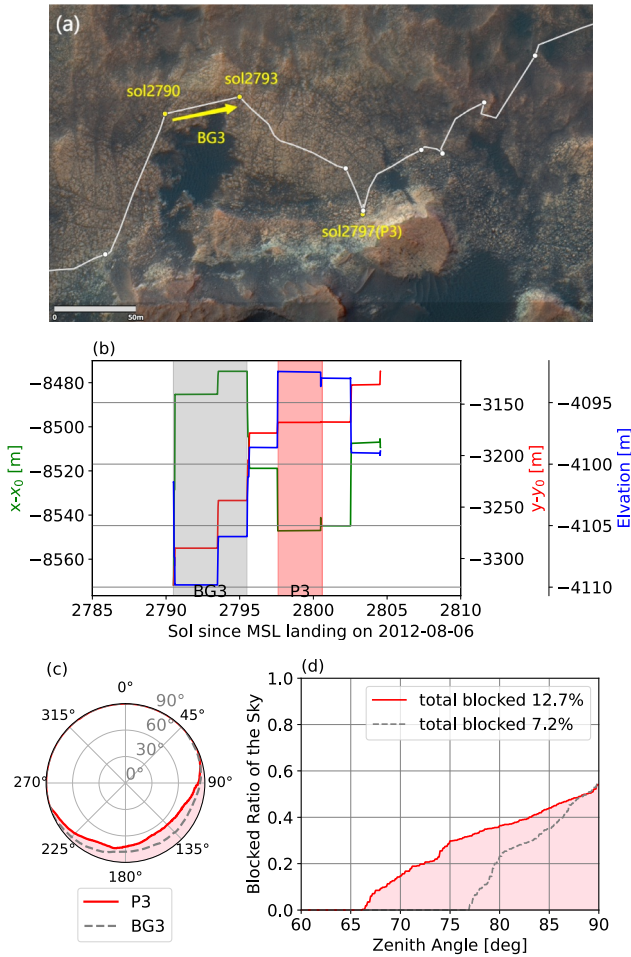 (a)
sol2793
sol2790
BG3
sol2797(P3)
0
50m
(b)
−8480
−8500
−8520
−8540
−8560
x-x₀ [m]
−3150
−3200
−3250
−3300
y-y₀ [m]
−4095
−4100
−4105
−4110
Elvation [m]
BG3
P3
2785 2790 2795 2800 2805 2810
Sol since MSL landing on 2012-08-06
(c)
0°
45°
90°
135°
180°
225°
270°
315°
90°
60°
30°
0°
P3
BG3
(d)
1.0
0.8
0.6
0.4
0.2
0.0
Blocked Ratio of the Sky
total blocked 12.7%
total blocked 7.2%
60 65 70 75 80 85 90
Zenith Angle [deg]